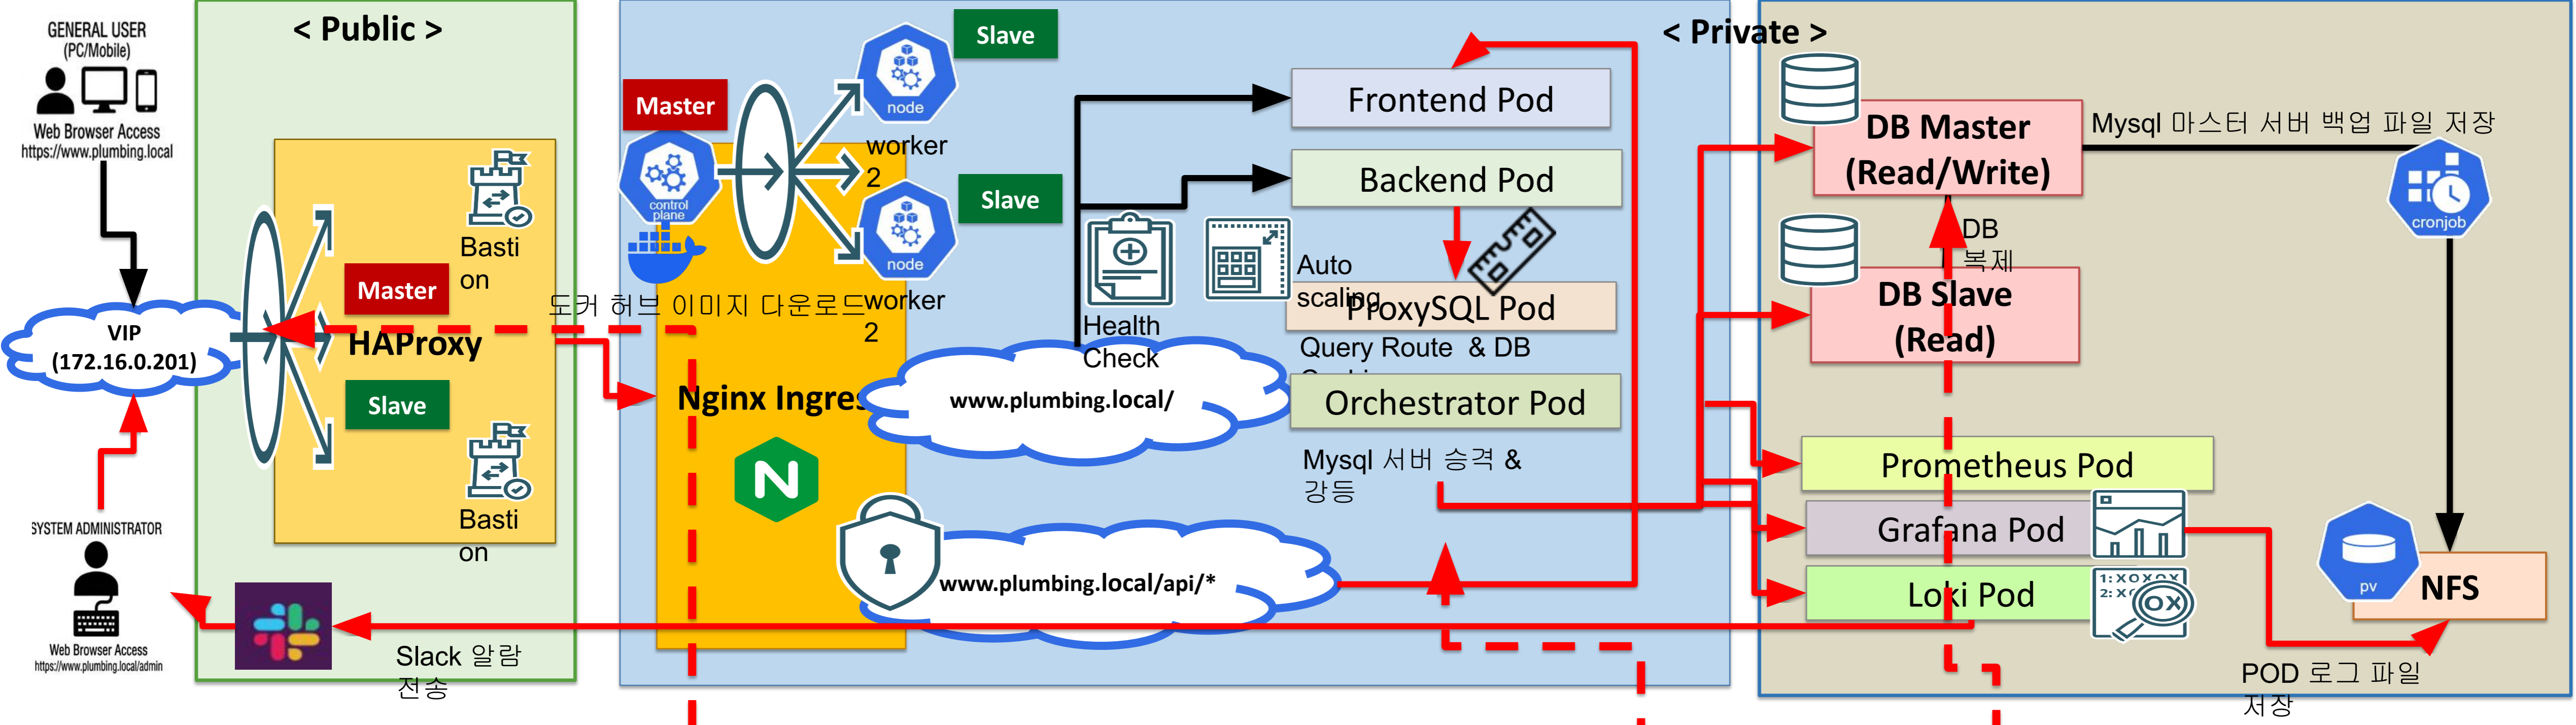 GENERAL USER
(PC/Mobile)
Web Browser Access
https://www.plumbing.local
VIP
(172.16.0.201)
SYSTEM ADMINISTRATOR
Web Browser Access
https://www.plumbing.local/admin
< Public >
Basti
on
Master
HAProxy
Slave
Basti
on
Slack 알람
전송
도커 허브 이미지 다운로드
Master
control
plane
node
Slave
worker
2
node
Slave
worker
2
Nginx Ingres
N
www.plumbing.local/
www.plumbing.local/api/*
Health
Check
Auto
scaling
Frontend Pod
Backend Pod
ProxySQL Pod
Query Route & DB
Orchestrator Pod
Mysql 서버 승격 &
강등
< Private >
DB Master
(Read/Write)
DB
복제
DB Slave
(Read)
Mysql 마스터 서버 백업 파일 저장
cronjob
Prometheus Pod
Grafana Pod
Loki Pod
OX
pv
NFS
POD 로그 파일
저장